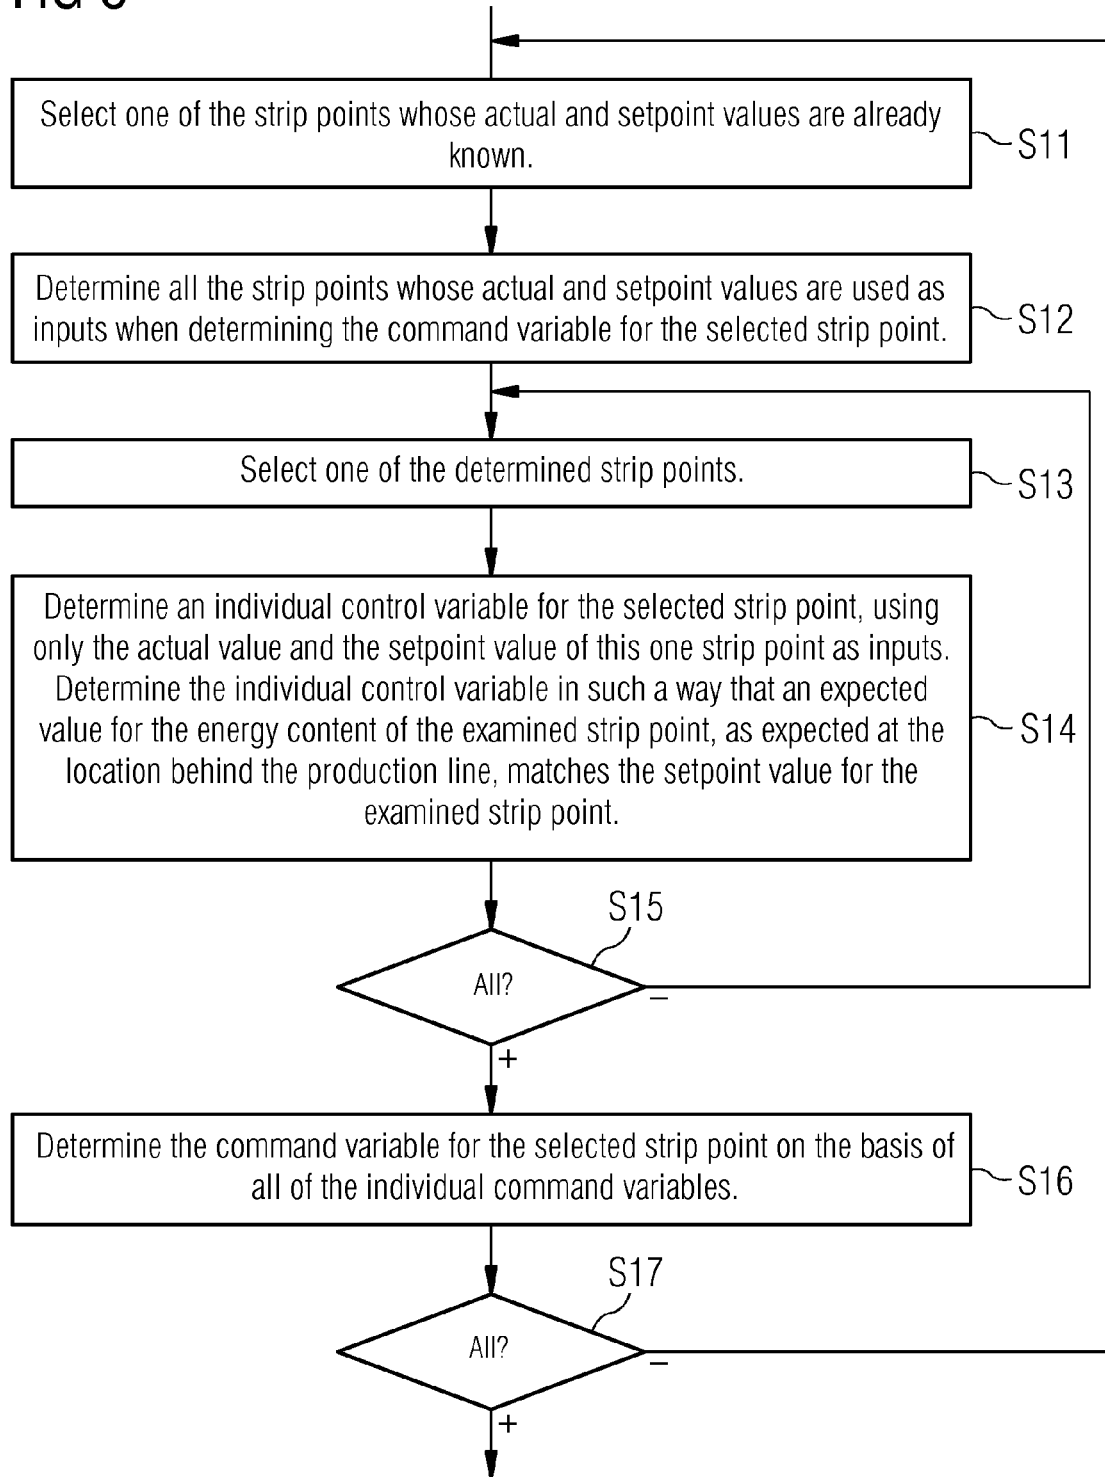 Select one of the strip points whose actual and setpoint values are already
known.
S11
Determine all the strip points whose actual and setpoint values are used as
inputs when determining the command variable for the selected strip point.
S12
Select one of the determined strip points.
S13
Determine an individual control variable for the selected strip point, using
only the actual value and the setpoint value of this one strip point as inputs.
Determine the individual control variable in such a way that an expected
value for the energy content of the examined strip point, as expected at the
location behind the production line, matches the setpoint value for the
examined strip point.
S14
S15
All?
–
+
Determine the command variable for the selected strip point on the basis of
all of the individual command variables.
S16
S17
All?
–
+